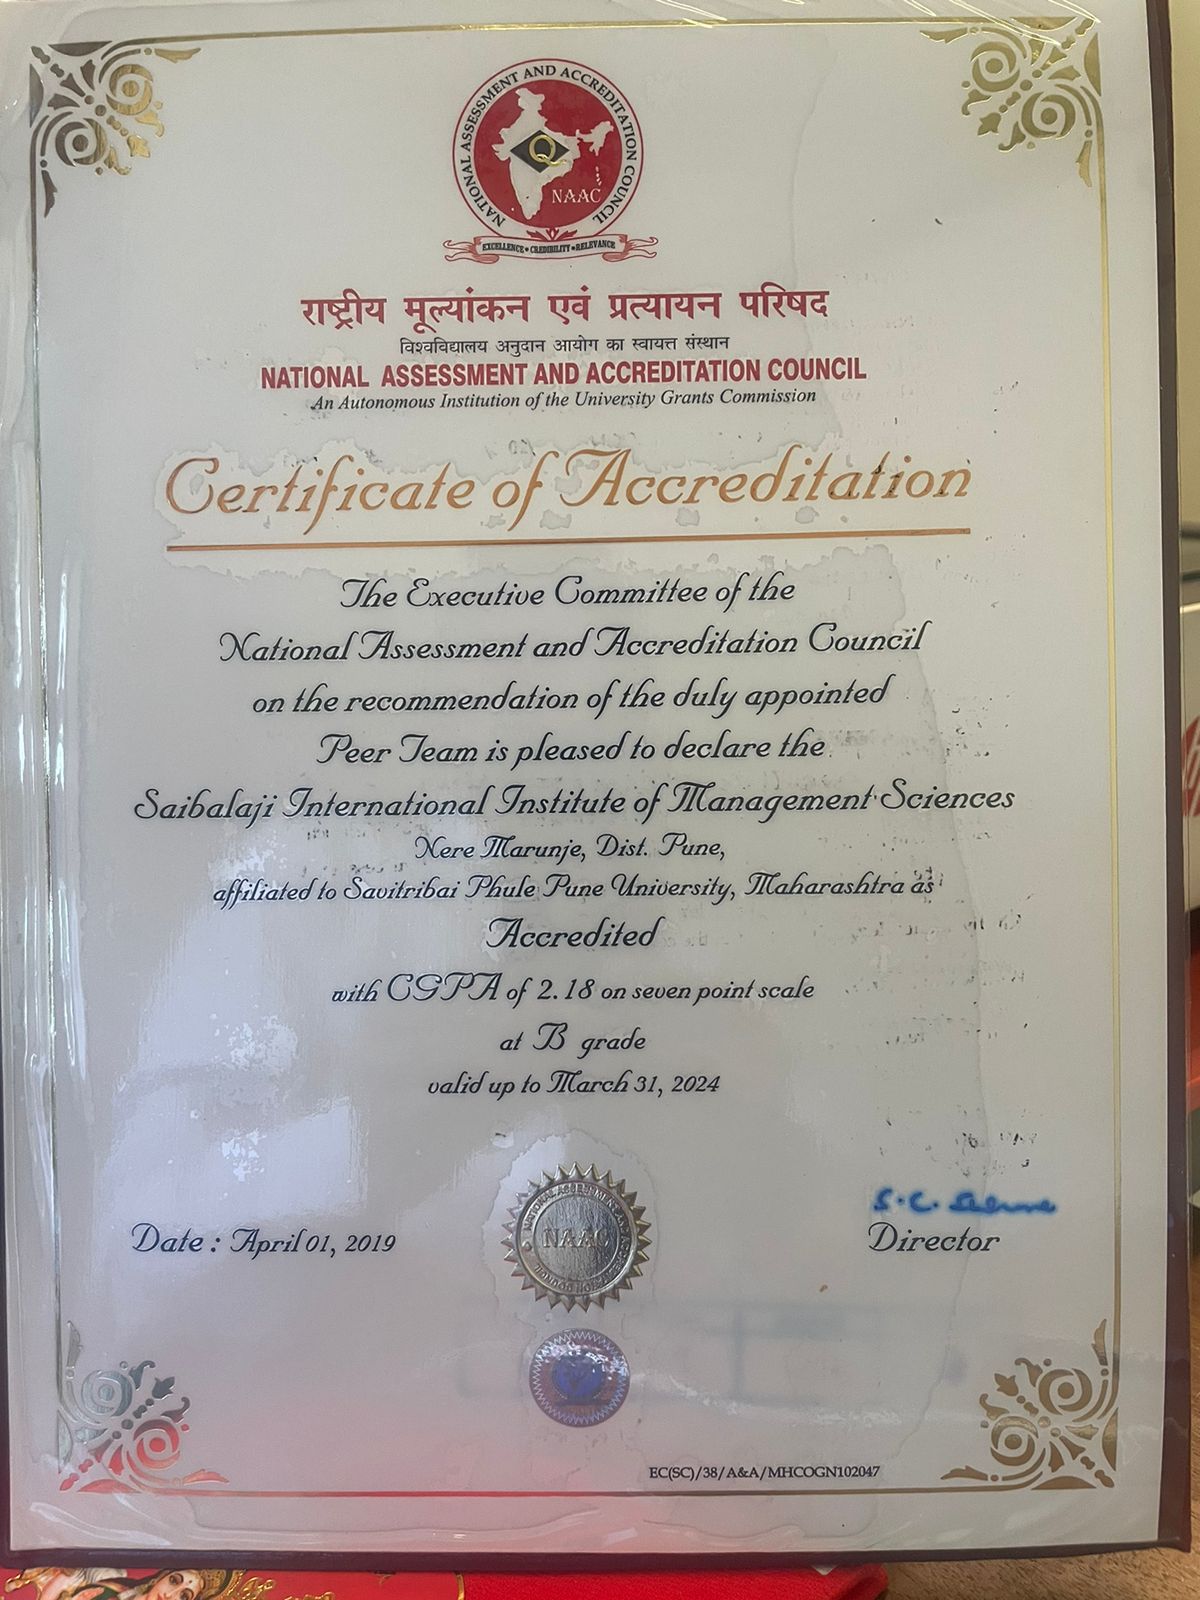 NATIONAL ASSESSMENT AND ACCREDITATION COUNCIL
Q
NAAC
EXCELLENCE • CREDIBILITY • RELEVANCE
राष्ट्रीय मूल्यांकन एवं प्रत्यायन परिषद
विश्वविद्यालय अनुदान आयोग का स्वायत्त संस्थान
NATIONAL ASSESSMENT AND ACCREDITATION COUNCIL
An Autonomous Institution of the University Grants Commission
Certificate of Accreditation
The Executive Committee of the
National Assessment and Accreditation Council
on the recommendation of the duly appointed
Peer Team is pleased to declare the
Saibalaji International Institute of Management Sciences
Nere Marunje, Dist. Pune,
affiliated to Savitribai Phule Pune University, Maharashtra as
Accredited
with CGPA of 2.18 on seven point scale
at B grade
valid up to March 31, 2024
Date : April 01, 2019
NATIONAL ASSESSMENT AND ACCREDITATION COUNCIL
NAAC
S. C. 
Director
EC(SC)/38/A&A/MHCOGN102047